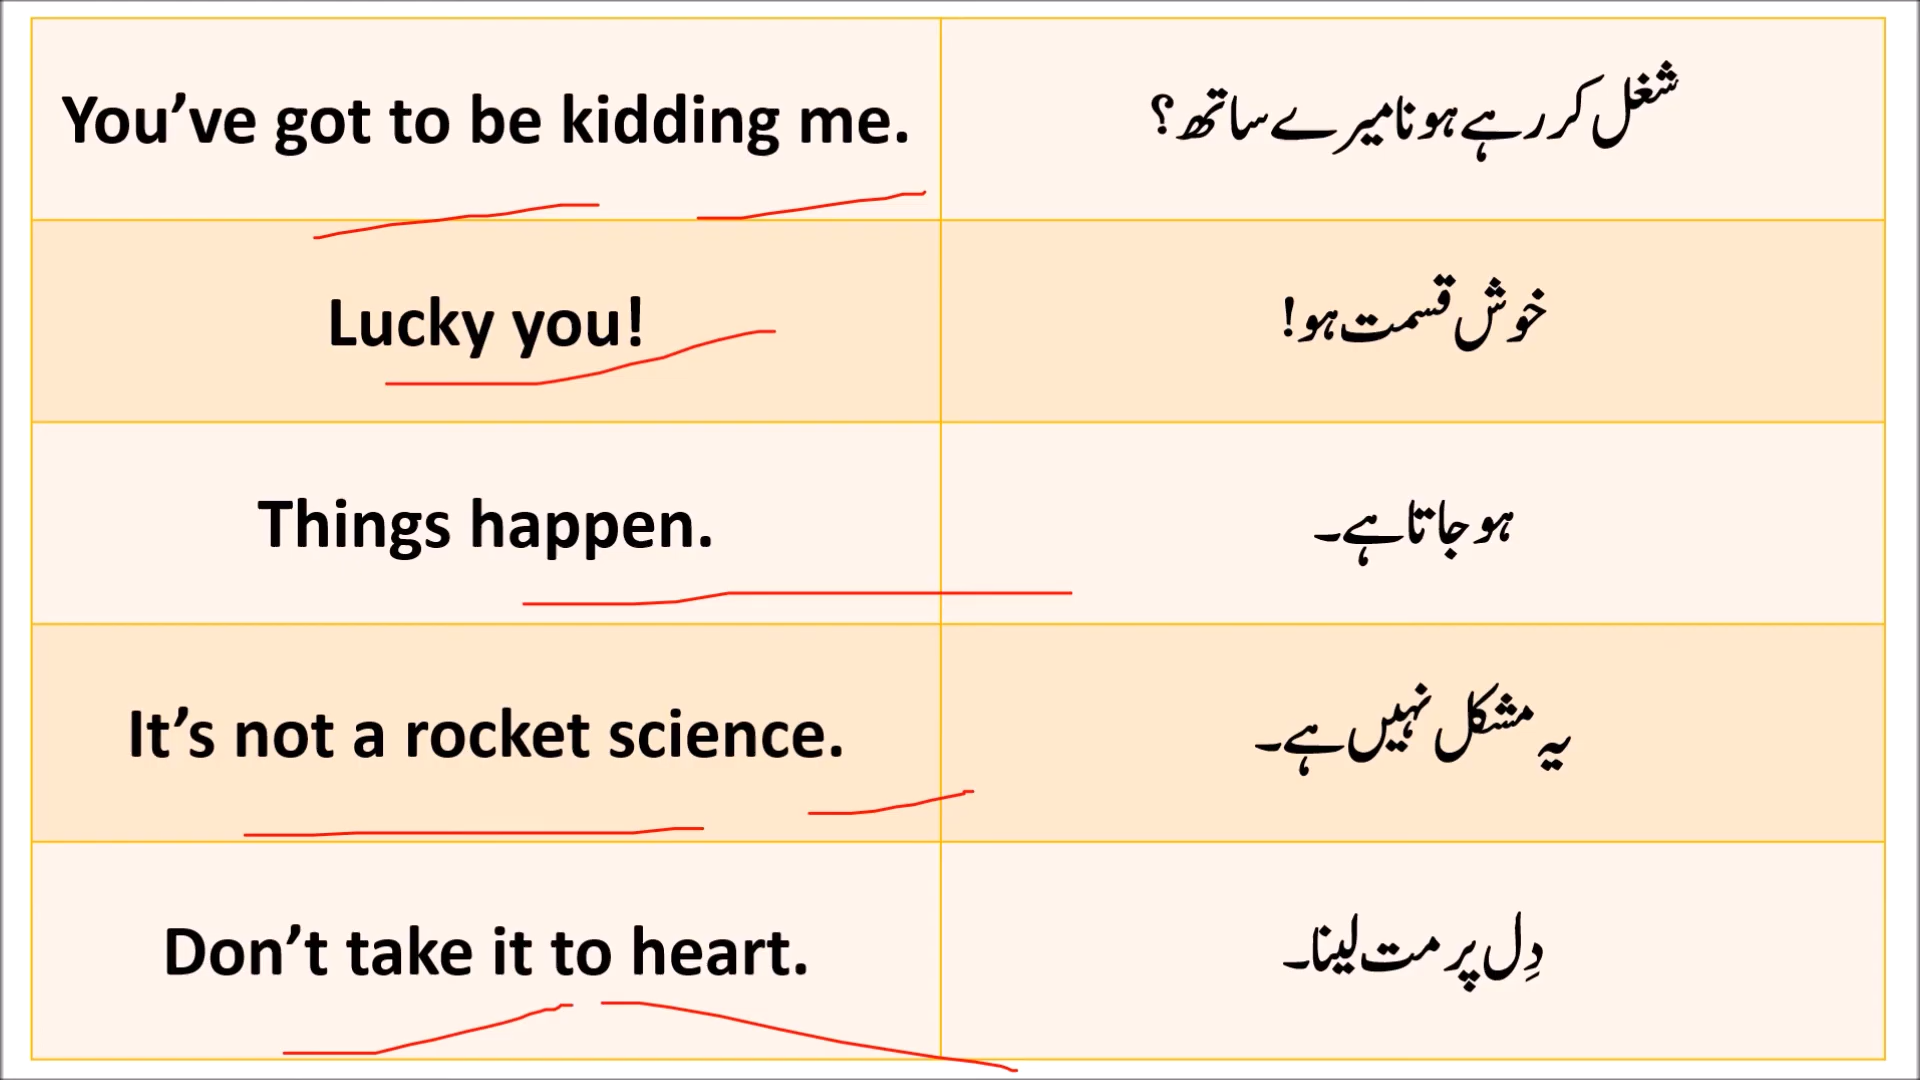 You’ve got to be kidding me.
شغل کر رہے ہو نا میرے ساتھ؟
Lucky you!
خوش قسمت ہو!
Things happen.
ہو جاتا ہے۔
It’s not a rocket science.
یہ مشکل نہیں ہے۔
Don’t take it to heart.
دِل پر مت لینا۔